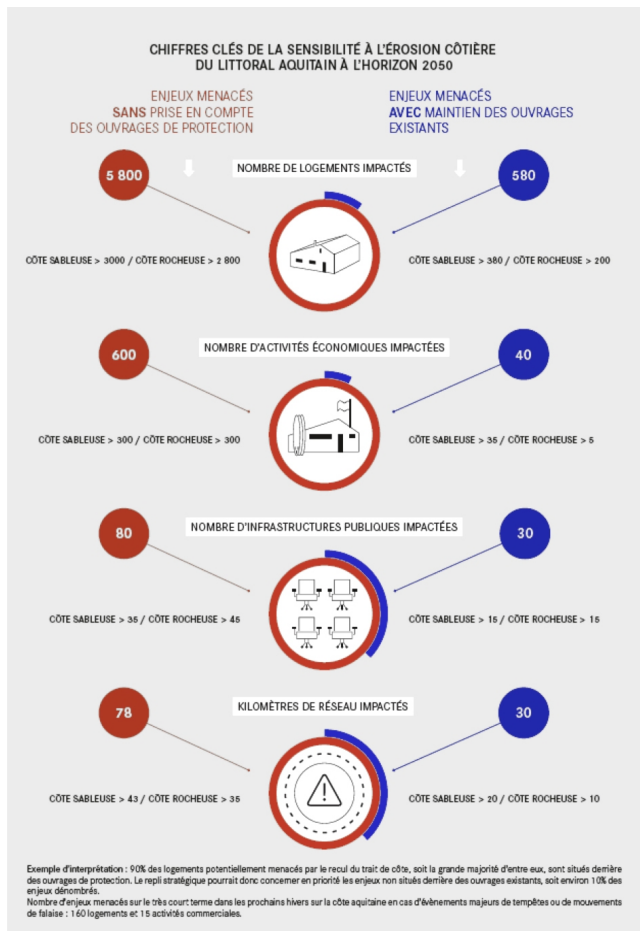 CHIFFRES CLÉS DE LA SENSIBILITÉ À L'ÉROSION CÔTIÈRE
DU LITTORAL AQUITAIN À L'HORIZON 2050
ENJEUX MENACÉS
SANS PRISE EN COMPTE
DES OUVRAGES DE PROTECTION
ENJEUX MENACÉS
AVEC MAINTIEN DES OUVRAGES
EXISTANTS
NOMBRE DE LOGEMENTS IMPACTÉS
5 800
580
CÔTE SABLEUSE > 3000 / CÔTE ROCHEUSE > 2 800
CÔTE SABLEUSE > 380 / CÔTE ROCHEUSE > 200
NOMBRE D'ACTIVITÉS ÉCONOMIQUES IMPACTÉES
600
40
CÔTE SABLEUSE > 300 / CÔTE ROCHEUSE > 300
CÔTE SABLEUSE > 35 / CÔTE ROCHEUSE > 5
NOMBRE D'INFRASTRUCTURES PUBLIQUES IMPACTÉES
80
30
CÔTE SABLEUSE > 35 / CÔTE ROCHEUSE > 45
CÔTE SABLEUSE > 15 / CÔTE ROCHEUSE > 15
KILOMÈTRES DE RÉSEAU IMPACTÉS
78
30
CÔTE SABLEUSE > 43 / CÔTE ROCHEUSE > 35
CÔTE SABLEUSE > 20 / CÔTE ROCHEUSE > 10
Exemple d'interprétation : 90% des logements potentiellement menacés par le recul du trait de côte, soit la grande majorité d'entre eux, sont situés derrière
des ouvrages de protection. Le repli stratégique pourrait donc concerner en priorité les enjeux non situés derrière des ouvrages existants, soit environ 10% des
enjeux dénombrés.
Nombre d'enjeux menacés sur le très court terme dans les prochains hivers sur la côte aquitaine en cas d'évènements majeurs de tempêtes ou de mouvements
de falaise : 160 logements et 15 activités commerciales.